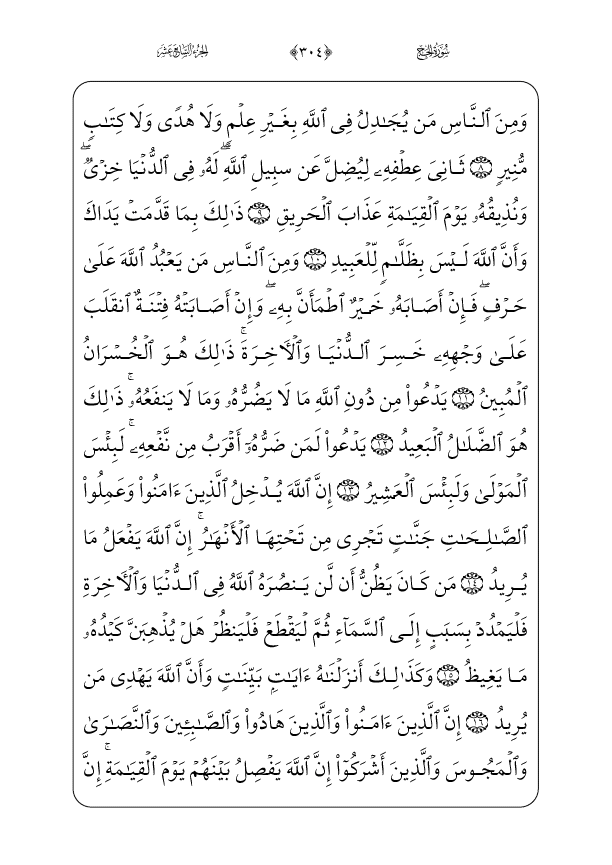 سُورَةُ الحَجِّ ﴿٣٠٤﴾ الجُزْءُ السَّابِعَ عَشَرَ
وَمِنَ ٱلنَّاسِ مَن يُجَٰدِلُ فِى ٱللَّهِ بِغَيْرِ عِلْمٍ وَلَا هُدًى وَلَا كِتَٰبٍ
مُّنِيرٍ ۝٨ ثَانِىَ عِطْفِهِۦ لِيُضِلَّ عَن سَبِيلِ ٱللَّهِ ۖ لَهُۥ فِى ٱلدُّنْيَا خِزْىٌ ۖ
وَنُذِيقُهُۥ يَوْمَ ٱلْقِيَٰمَةِ عَذَابَ ٱلْحَرِيقِ ۝٩ ذَٰلِكَ بِمَا قَدَّمَتْ يَدَاكَ
وَأَنَّ ٱللَّهَ لَيْسَ بِظَلَّٰمٍ لِّلْعَبِيدِ ۝١٠ وَمِنَ ٱلنَّاسِ مَن يَعْبُدُ ٱللَّهَ عَلَىٰ
حَرْفٍ ۖ فَإِنْ أَصَابَهُۥ خَيْرٌ ٱطْمَأَنَّ بِهِۦ ۖ وَإِنْ أَصَابَتْهُ فِتْنَةٌ ٱنقَلَبَ
عَلَىٰ وَجْهِهِۦ خَسِرَ ٱلدُّنْيَا وَٱلْـَٔاخِرَةَ ۚ ذَٰلِكَ هُوَ ٱلْخُسْرَانُ
ٱلْمُبِينُ ۝١١ يَدْعُوا۟ مِن دُونِ ٱللَّهِ مَا لَا يَضُرُّهُۥ وَمَا لَا يَنفَعُهُۥ ۚ ذَٰلِكَ
هُوَ ٱلضَّلَٰلُ ٱلْبَعِيدُ ۝١٢ يَدْعُوا۟ لَمَن ضَرُّهُۥٓ أَقْرَبُ مِن نَّفْعِهِۦ ۚ لَبِئْسَ
ٱلْمَوْلَىٰ وَلَبِئْسَ ٱلْعَشِيرُ ۝١٣ إِنَّ ٱللَّهَ يُدْخِلُ ٱلَّذِينَ ءَامَنُوا۟ وَعَمِلُوا۟
ٱلصَّٰلِحَٰتِ جَنَّٰتٍ تَجْرِى مِن تَحْتِهَا ٱلْأَنْهَٰرُ ۚ إِنَّ ٱللَّهَ يَفْعَلُ مَا
يُرِيدُ ۝١٤ مَن كَانَ يَظُنُّ أَن لَّن يَنصُرَهُ ٱللَّهُ فِى ٱلدُّنْيَا وَٱلْـَٔاخِرَةِ
فَلْيَمْدُدْ بِسَبَبٍ إِلَى ٱلسَّمَآءِ ثُمَّ لْيَقْطَعْ فَلْيَنظُرْ هَلْ يُذْهِبَنَّ كَيْدُهُۥ
مَا يَغِيظُ ۝١٥ وَكَذَٰلِكَ أَنزَلْنَٰهُ ءَايَٰتٍۭ بَيِّنَٰتٍ وَأَنَّ ٱللَّهَ يَهْدِى مَن
يُرِيدُ ۝١٦ إِنَّ ٱلَّذِينَ ءَامَنُوا۟ وَٱلَّذِينَ هَادُوا۟ وَٱلصَّٰبِـِٔينَ وَٱلنَّصَٰرَىٰ
وَٱلْمَجُوسَ وَٱلَّذِينَ أَشْرَكُوٓا۟ إِنَّ ٱللَّهَ يَفْصِلُ بَيْنَهُمْ يَوْمَ ٱلْقِيَٰمَةِ ۚ إِنَّ